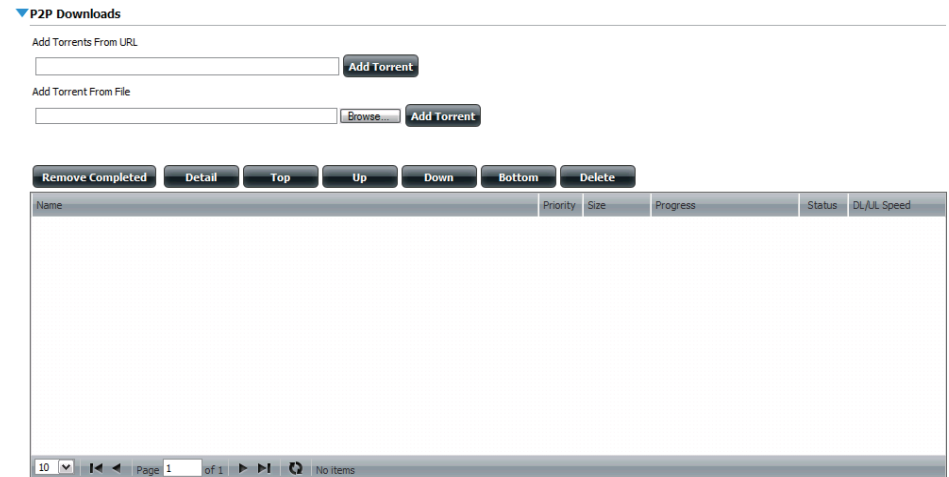 P2P Downloads
Add Torrents From URL
Add Torrent
Add Torrent From File
Browse... Add Torrent
Remove Completed Detail Top Up Down Bottom Delete
Name Priority Size Progress Status DL/UL Speed
10 Page 1 of 1 No items